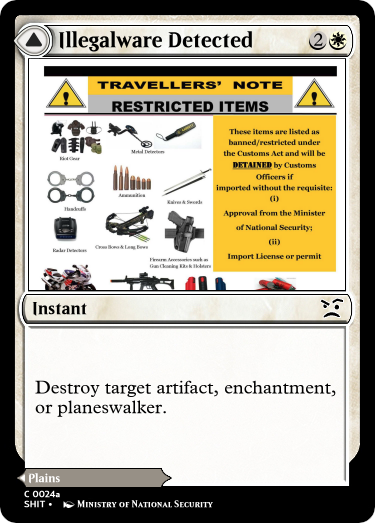 Illegalware Detected 2
TRAVELLERS' NOTE
RESTRICTED ITEMS
Riot Gear
Metal Detectors
Handcuffs
Ammunition
Knives & Swords
Radar Detectors
Cross Bows & Long Bows
Firearm Accessories such as
Gun Cleaning Kits & Holsters
These items are listed as
banned/restricted under
the Customs Act and will be
DETAINED by Customs
Officers if
imported without the requisite:
(i)
Approval from the Minister
of National Security;
(ii)
Import License or permit
Instant
Destroy target artifact, enchantment,
or planeswalker.
Plains
C 0024a
SHIT • Ministry of National Security